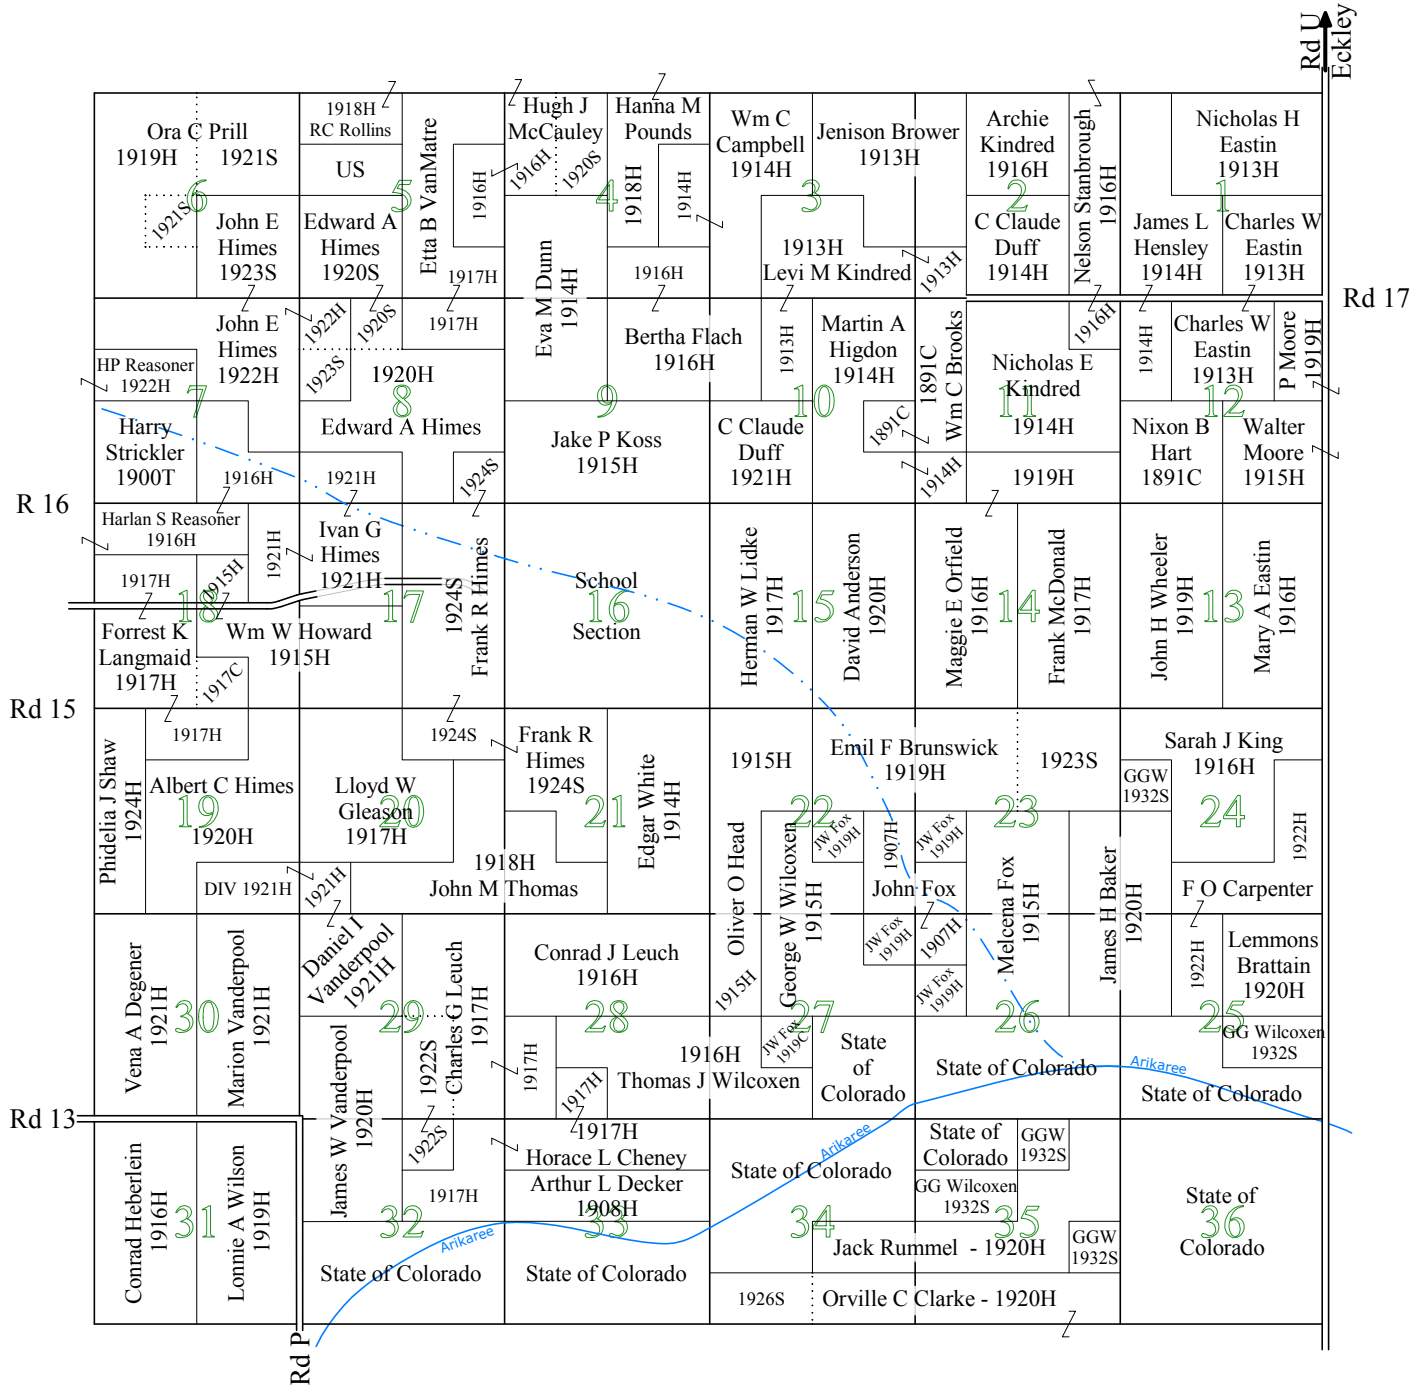 Rd U
Eckley
Ora C Prill
1919H
1921S
1921S
6
John E
Himes
1923S
1918H
RC Rollins
US
5
Edward A
Himes
1920S
Etta B VanMatre
1916H
1917H
Hugh J
McCauley
1916H
1920S
4
Hanna M
Pounds
1918H
1914H
1916H
Eva M Dunn
1914H
Wm C
Campbell
1914H
Jenison Brower
1913H
3
1913H
Levi M Kindred
1913H
Archie
Kindred
1916H
2
C Claude
Duff
1914H
Nelson Stanbrough
1916H
Nicholas H
Eastin
1913H
1
James L
Hensley
1914H
Charles W
Eastin
1913H
Rd 17
John E
Himes
1922H
HP Reasoner
1922H
7
Harry
Strickler
1900T
1916H
1922H
1920S
1923S
1917H
1920H
8
Edward A Himes
1921H
1924S
Bertha Flach
1916H
9
Jake P Koss
1915H
1913H
Martin A
Higdon
1914H
10
C Claude
Duff
1921H
1891C
1914H
1891C
Wm C Brooks
1916H
Nicholas E
Kindred
11
1914H
1919H
1914H
Charles W
Eastin
1913H
P Moore
1919H
12
Nixon B
Hart
1891C
Walter
Moore
1915H
R 16
Harlan S Reasoner
1916H
1917H
1915H
1921H
18
Forrest K
Langmaid
1917H
Wm W Howard
1915H
1917C
Ivan G
Himes
1921H
17
1924S
Frank R Himes
School
16
Section
Herman W Lidke
1917H
15
David Anderson
1920H
Maggie E Orfield
1916H
14
Frank McDonald
1917H
John H Wheeler
1919H
13
Mary A Eastin
1916H
Rd 15
Phidelia J Shaw
1924H
1917H
Albert C Himes
19
1920H
DIV 1921H
1924S
Lloyd W
Gleason
20
1917H
1921H
Frank R
Himes
1924S
21
Edgar White
1914H
1918H
John M Thomas
1915H
Emil F Brunswick
1919H
1923S
22
JW Fox
1919H
1907H
JW Fox
1919H
23
John Fox
Sarah J King
1916H
GGW
1932S
24
1922H
F O Carpenter
Oliver O Head
1915H
George W Wilcoxen
1915H
Melcena Fox
1915H
James H Baker
1920H
Vena A Degener
1921H
30
Marion Vanderpool
1921H
Daniel I
Vanderpool
1921H
29
Charles G Leuch
1917H
1922S
Conrad J Leuch
1916H
28
1917H
1917H
1916H
Thomas J Wilcoxen
JW Fox
1919H
1907H
JW Fox
1919H
27
JW Fox
1919C
State
of
Colorado
26
State of Colorado
1922H
Lemmons
Brattain
1920H
25
GG Wilcoxen
1932S
Arikaree
State of Colorado
Rd 13
Conrad Heberlein
1916H
31
Lonnie A Wilson
1919H
James W Vanderpool
1920H
1922S
1917H
32
Arikaree
State of Colorado
1917H
Horace L Cheney
Arthur L Decker
1908H
33
State of Colorado
Arikaree
State of Colorado
34
State of
Colorado
GGW
1932S
GG Wilcoxen
1932S
35
Jack Rummel - 1920H
GGW
1932S
1926S
Orville C Clarke - 1920H
State of
36
Colorado
Rd P